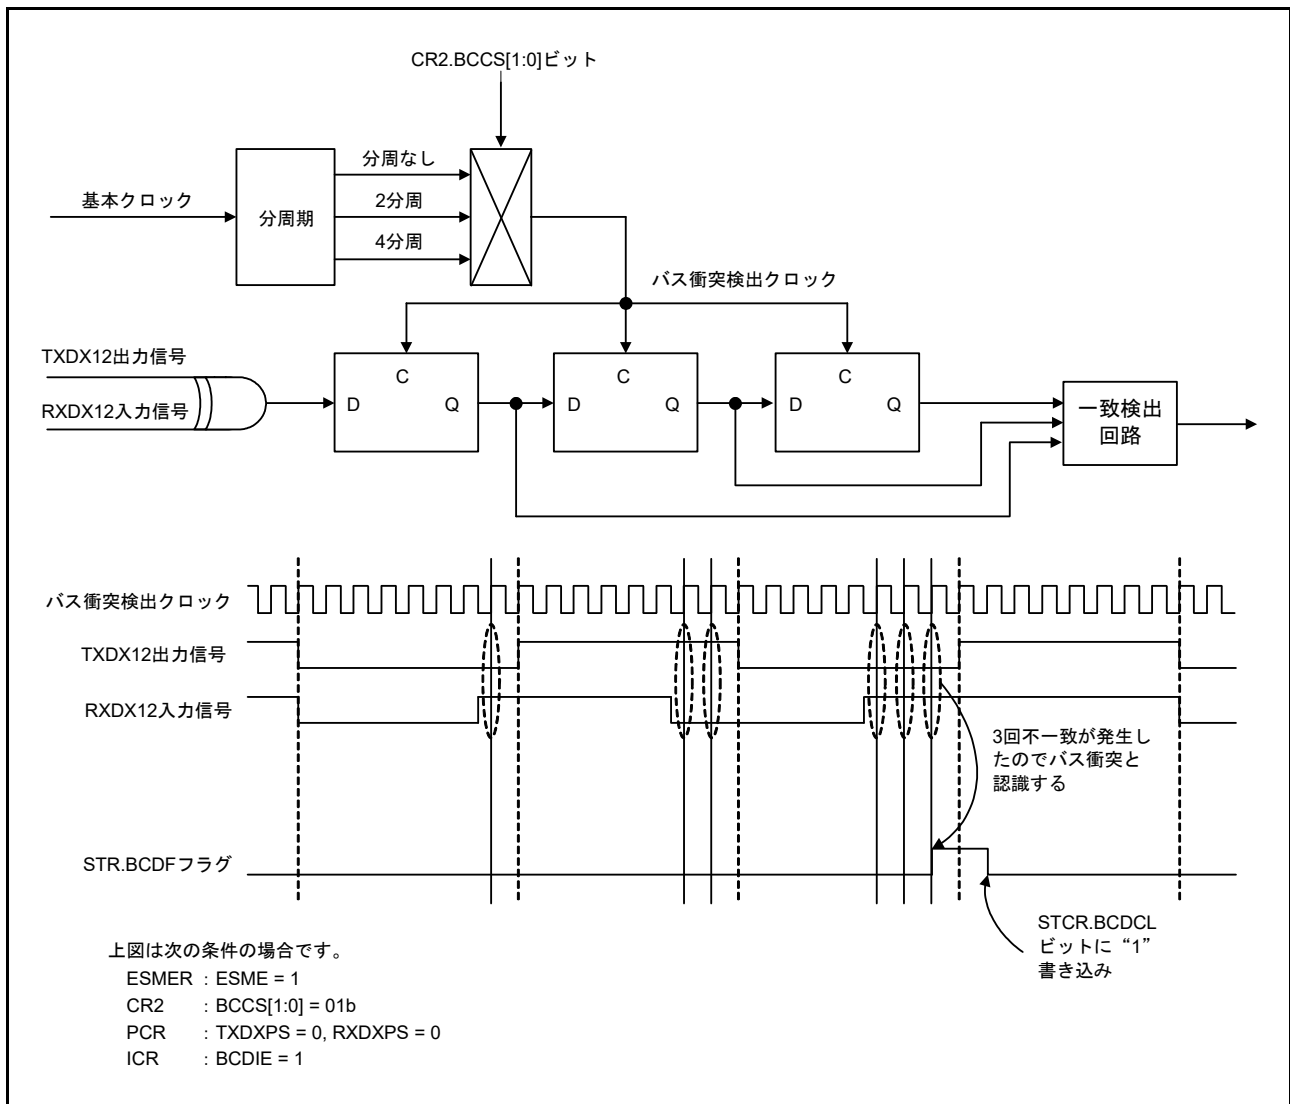 CR2.BCCS[1:0]ビット
基本クロック
分周期
分周なし
2分周
4分周
バス衝突検出クロック
TXDX12出力信号
RXDX12入力信号
C
D
Q
C
D
Q
C
D
Q
一致検出
回路
バス衝突検出クロック
TXDX12出力信号
RXDX12入力信号
3回不一致が発生し
たのでバス衝突と
認識する
STR.BCDFフラグ
STCR.BCDCL
ビットに“1”
書き込み
上図は次の条件の場合です。
ESMER : ESME = 1
CR2 : BCCS[1:0] = 01b
PCR : TXDXPS = 0, RXDXPS = 0
ICR : BCDIE = 1